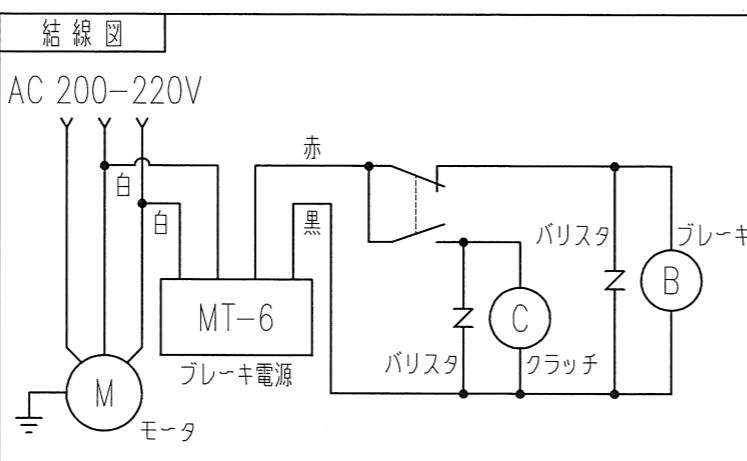 結線図
AC 200-220V
赤
白
白
黒
バリスタ
ブレーキ
B
MT-6
C
バリスタ
クラッチ
ブレーキ電源
M
モータ